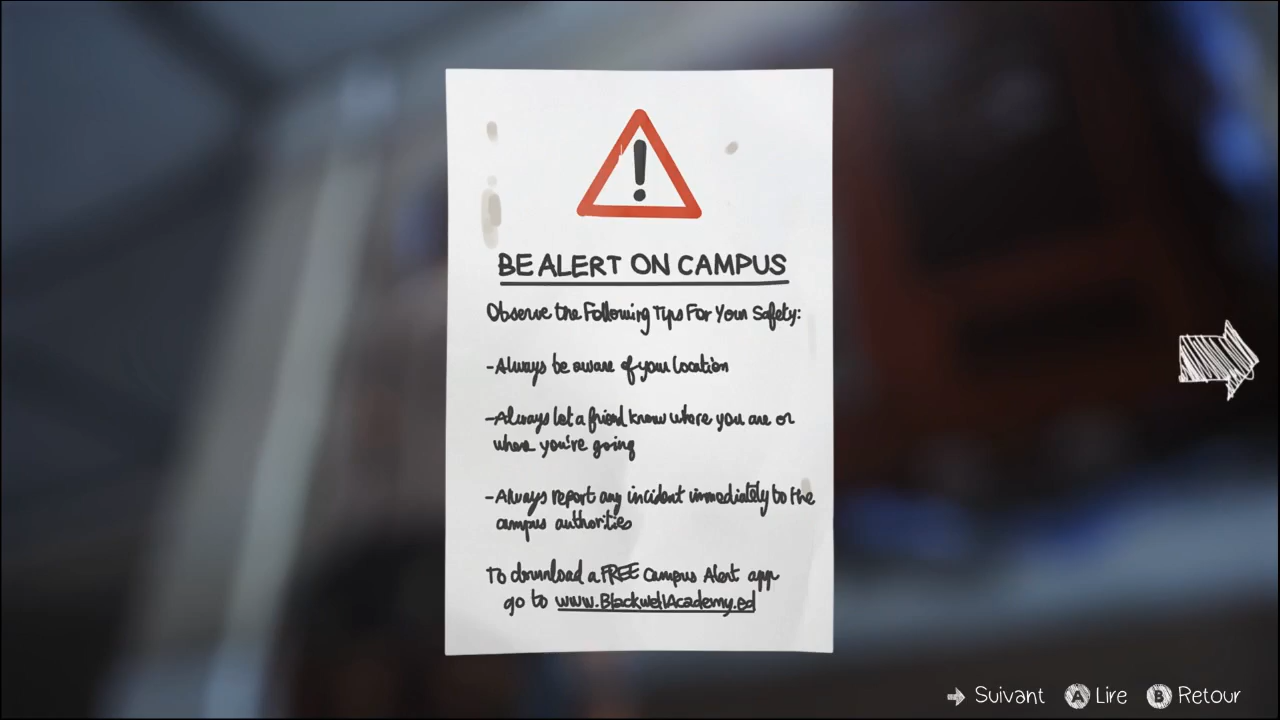 !
BE ALERT ON CAMPUS
Observe the Following Tips For Your Safety:
-Always be aware of your location
-Always let a friend know where you are or
where you're going
-Always report any incident immediately to the
campus authorities
To download a FREE Campus Alert app
go to www.BlackwellAcademy.ed
Suivant A Lire B Retour